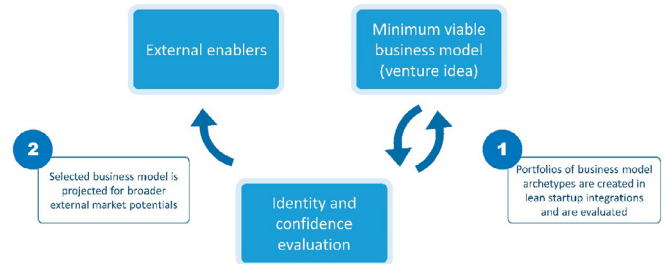 External enablers
Minimum viable
business model
(venture idea)
2
Selected business model is
projected for broader
external market potentials
1
Portfolios of business model
archetypes are created in
lean startup integrations
and are evaluated
Identity and
confidence
evaluation